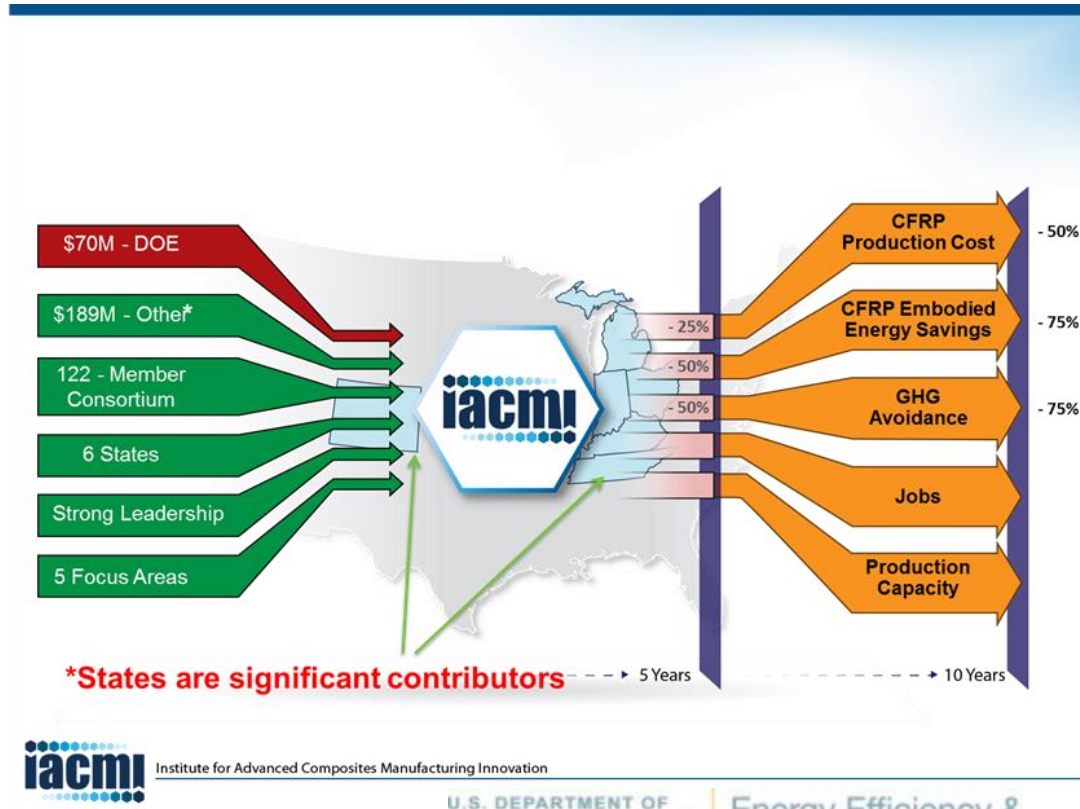 $70M - DOE
$189M - Other*
122 - Member
Consortium
6 States
Strong Leadership
5 Focus Areas
iacmi
- 25%
- 50%
- 50%
CFRP
Production Cost
CFRP Embodied
Energy Savings
GHG
Avoidance
Jobs
Production
Capacity
- 50%
- 75%
- 75%
*States are significant contributors
5 Years
10 Years
iacmi
Institute for Advanced Composites Manufacturing Innovation
U.S. DEPARTMENT OF
Energy Efficiency &